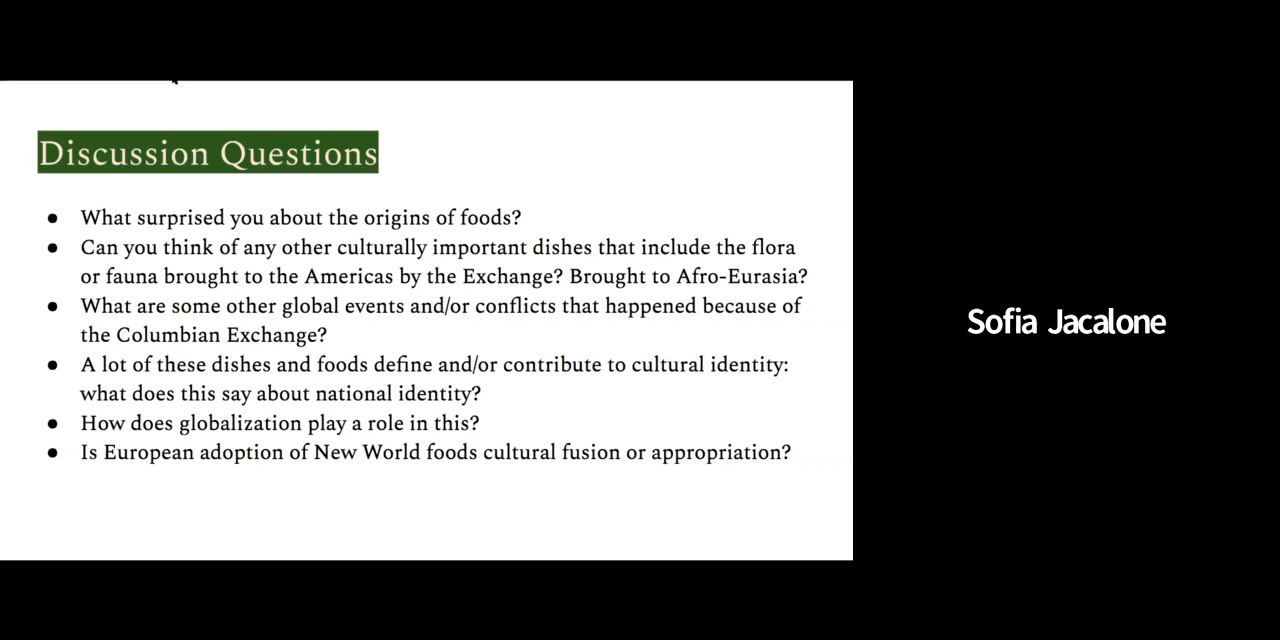 Discussion Questions
● What surprised you about the origins of foods?
● Can you think of any other culturally important dishes that include the flora
or fauna brought to the Americas by the Exchange? Brought to Afro-Eurasia?
● What are some other global events and/or conflicts that happened because of
the Columbian Exchange?
● A lot of these dishes and foods define and/or contribute to cultural identity:
what does this say about national identity?
● How does globalization play a role in this?
● Is European adoption of New World foods cultural fusion or appropriation?
Sofia Jacalone